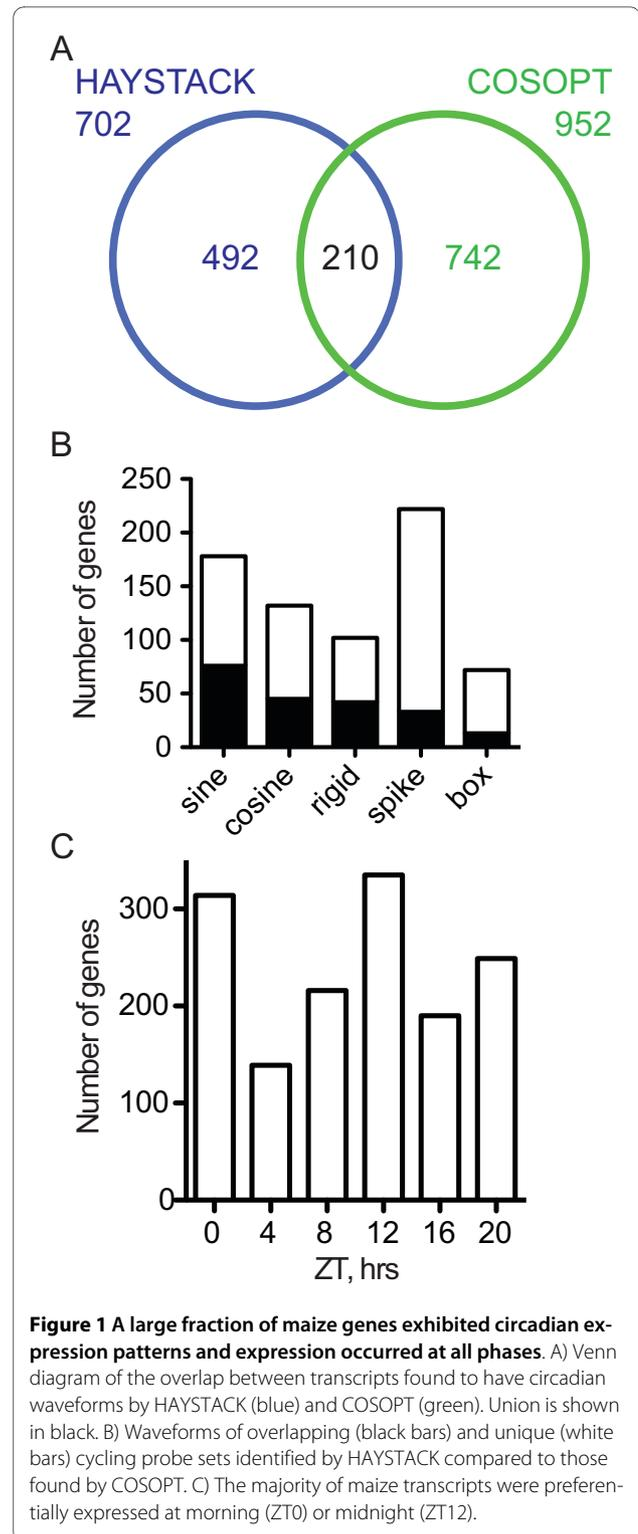 A
HAYSTACK
702
COSOPT
952
492
210
742
B
Number of genes
250
200
150
100
50
0
sine
cosine
rigid
spike
box
C
Number of genes
300
200
100
0
0 4 8 12 16 20
ZT, hrs
Figure 1 A large fraction of maize genes exhibited circadian ex-
pression patterns and expression occurred at all phases. A) Venn
diagram of the overlap between transcripts found to have circadian
waveforms by HAYSTACK (blue) and COSOPT (green). Union is shown
in black. B) Waveforms of overlapping (black bars) and unique (white
bars) cycling probe sets identified by HAYSTACK compared to those
found by COSOPT. C) The majority of maize transcripts were preferen-
tially expressed at morning (ZT0) or midnight (ZT12).